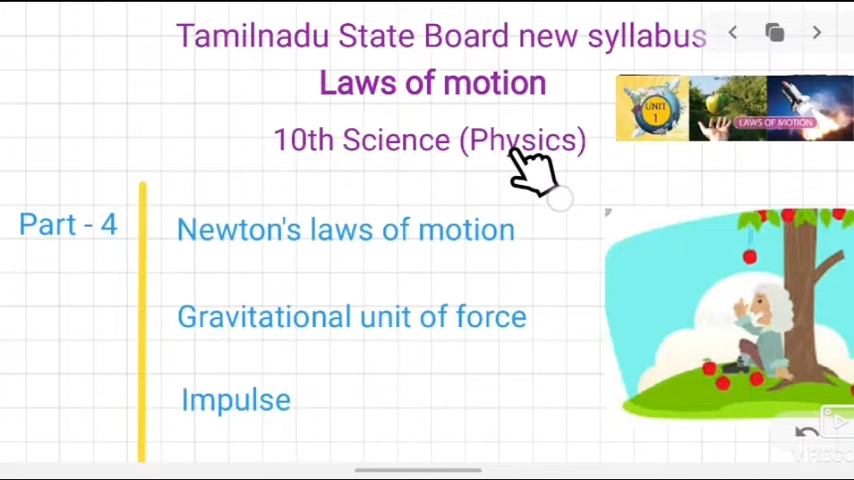 Tamilnadu State Board new syllabus
Laws of motion
10th Science (Physics)
UNIT
1
LAWS OF MOTION
Part - 4
Newton's laws of motion
Gravitational unit of force
Impulse